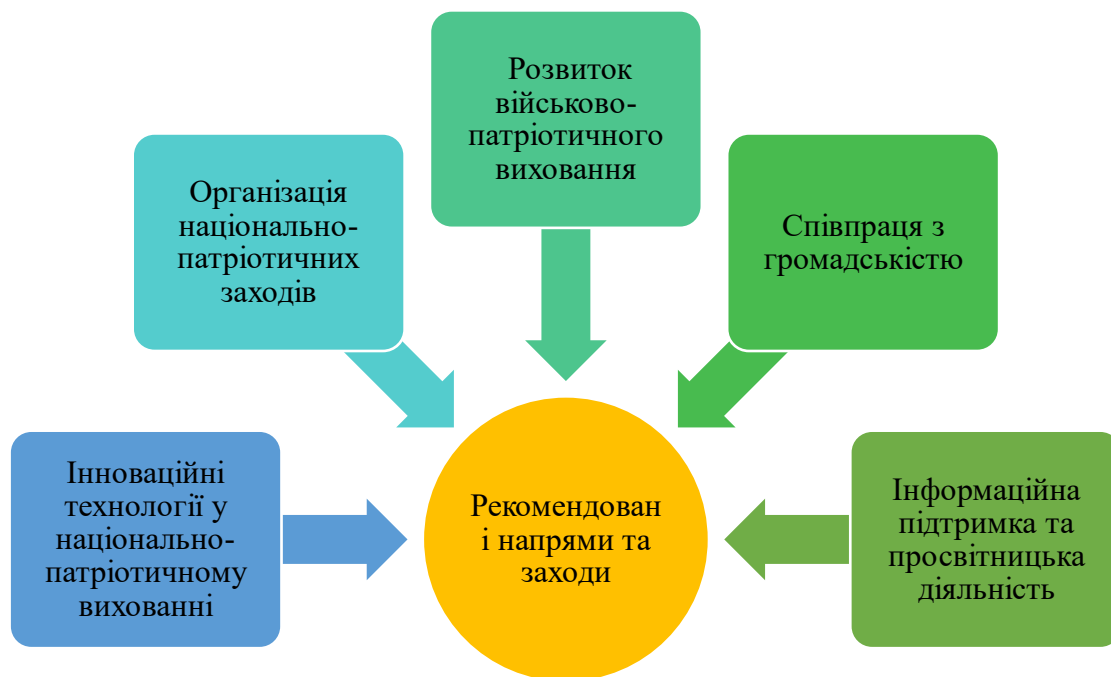 Розвиток
військово-
патріотичного
виховання
Організація
національно-
патріотичних
заходів
Співпраця з
громадськістю
Інноваційні
технології у
національно-
патріотичному
вихованні
Рекомендован
і напрями та
заходи
Інформаційна
підтримка та
просвітницька
діяльність